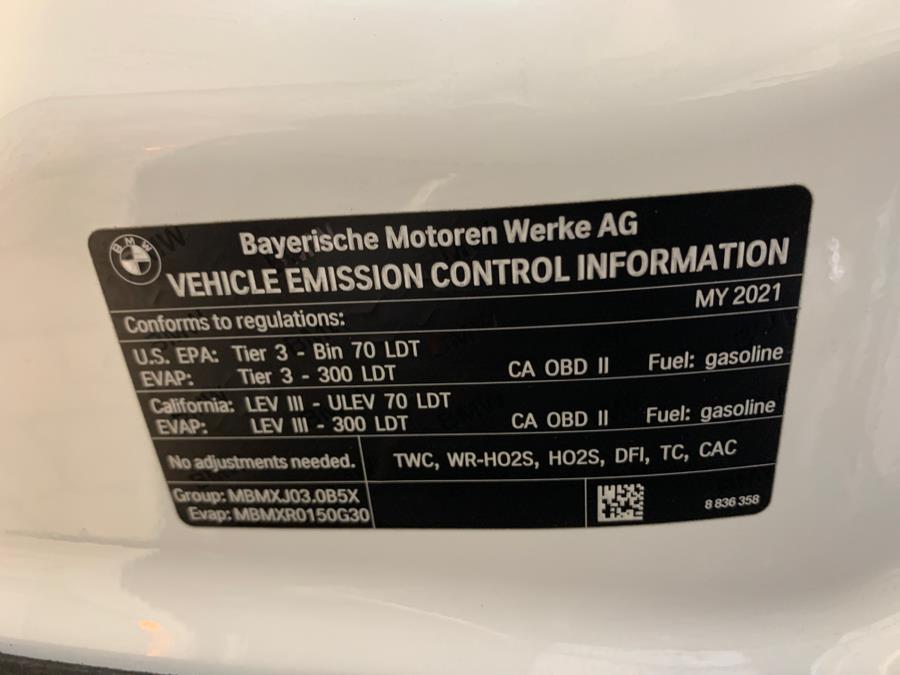 BMW
Bayerische Motoren Werke AG
VEHICLE EMISSION CONTROL INFORMATION
MY 2021
Conforms to regulations:
U.S. EPA: Tier 3 - Bin 70 LDT
EVAP: Tier 3 - 300 LDT CA OBD II Fuel: gasoline
California: LEV III - ULEV 70 LDT
EVAP: LEV III - 300 LDT CA OBD II Fuel: gasoline
No adjustments needed. TWC, WR-HO2S, HO2S, DFI, TC, CAC
Group: MBMXJ03.0B5X
Evap: MBMXR0150G30 8 836 358